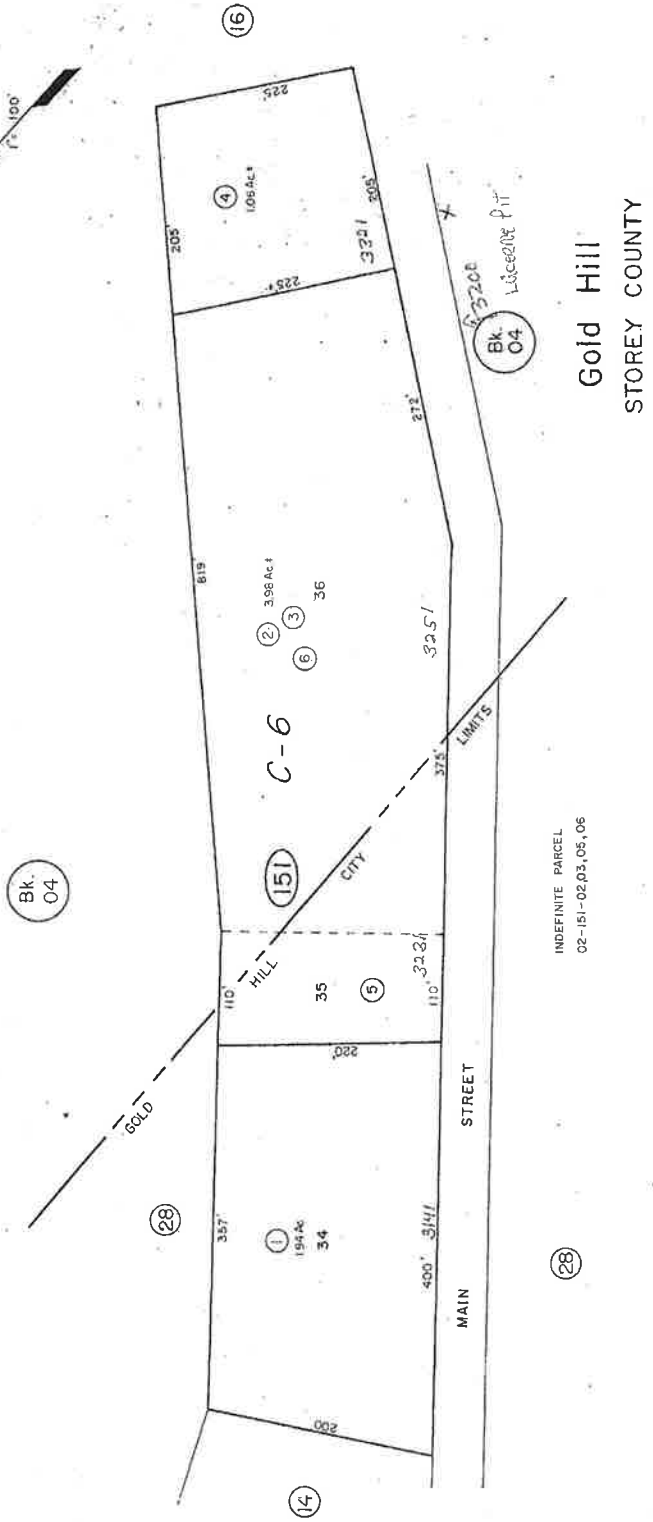 1"= 100'
16
Bk.
04
GOLD
HILL
CITY
LIMITS
28
357'
110'
819'
205'
225'
4
1.06 Ac.±
225'±
205'
3321
151
C-6
2
3.98 Ac.±
3
6
36
272'
3251
375'
35
5
3231
110'
220'
1
1.94 Ac.
34
400'
3141
200'
14
MAIN
STREET
28
3200
Lucerne Pit
Bk.
04
INDEFINITE PARCEL
02-151-02,03,05,06
Gold Hill
STOREY COUNTY